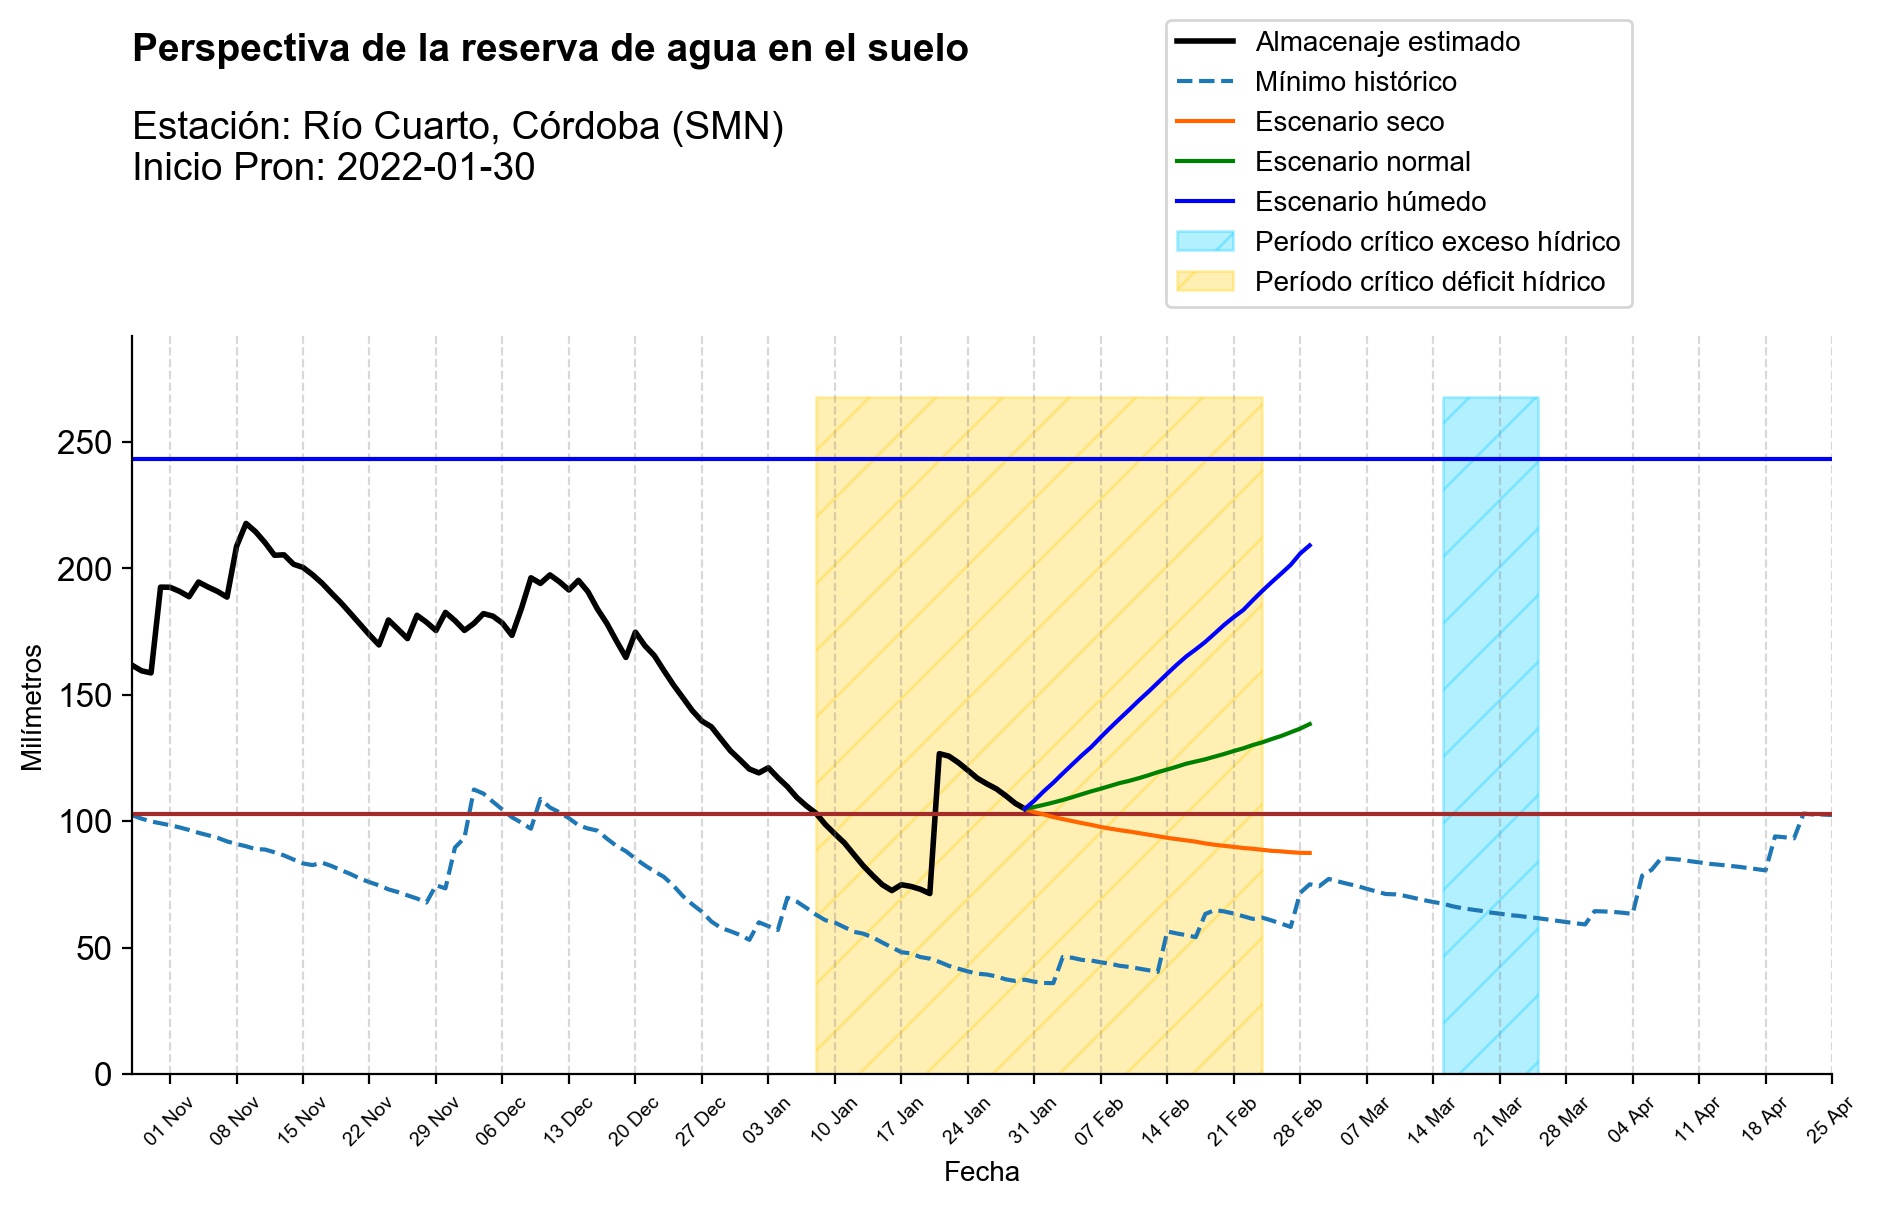 Perspectiva de la reserva de agua en el suelo
Estación: Río Cuarto, Córdoba (SMN)
Inicio Pron: 2022-01-30
Almacenaje estimado
Mínimo histórico
Escenario seco
Escenario normal
Escenario húmedo
Período crítico exceso hídrico
Período crítico déficit hídrico
250
200
150
100
50
0
Milímetros
01 Nov
08 Nov
15 Nov
22 Nov
29 Nov
06 Dec
13 Dec
20 Dec
27 Dec
03 Jan
10 Jan
17 Jan
24 Jan
31 Jan
07 Feb
14 Feb
21 Feb
28 Feb
07 Mar
14 Mar
21 Mar
28 Mar
04 Apr
11 Apr
18 Apr
25 Apr
Fecha